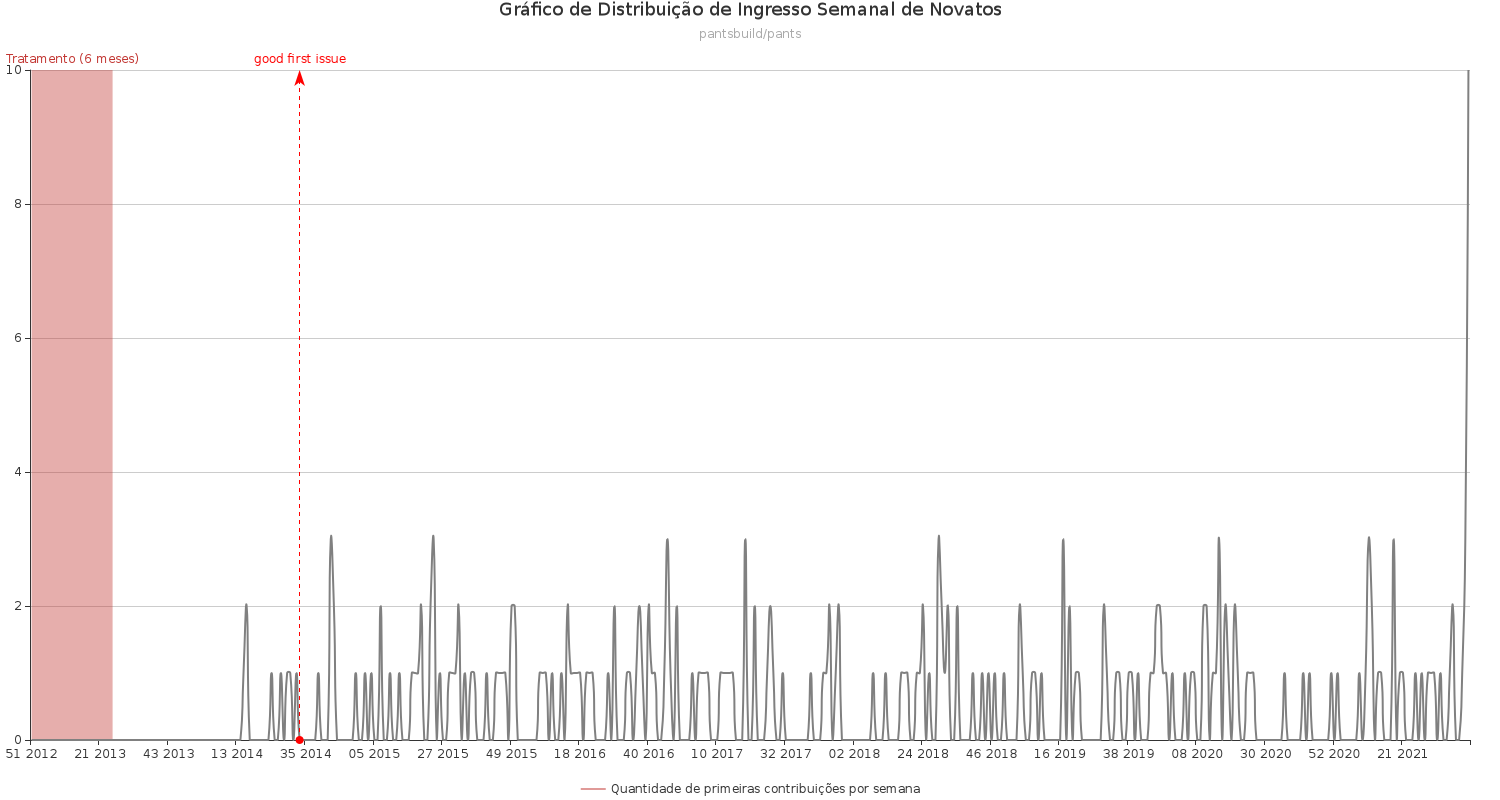 Gráfico de Distribuição de Ingresso Semanal de Novatos
pantsbuild/pants
Tratamento (6 meses)
good first issue
10
8
6
4
2
0
51 2012 21 2013 43 2013 13 2014 35 2014 05 2015 27 2015 49 2015 18 2016 40 2016 10 2017 32 2017 02 2018 24 2018 46 2018 16 2019 38 2019 08 2020 30 2020 52 2020 21 2021
Quantidade de primeiras contribuições por semana